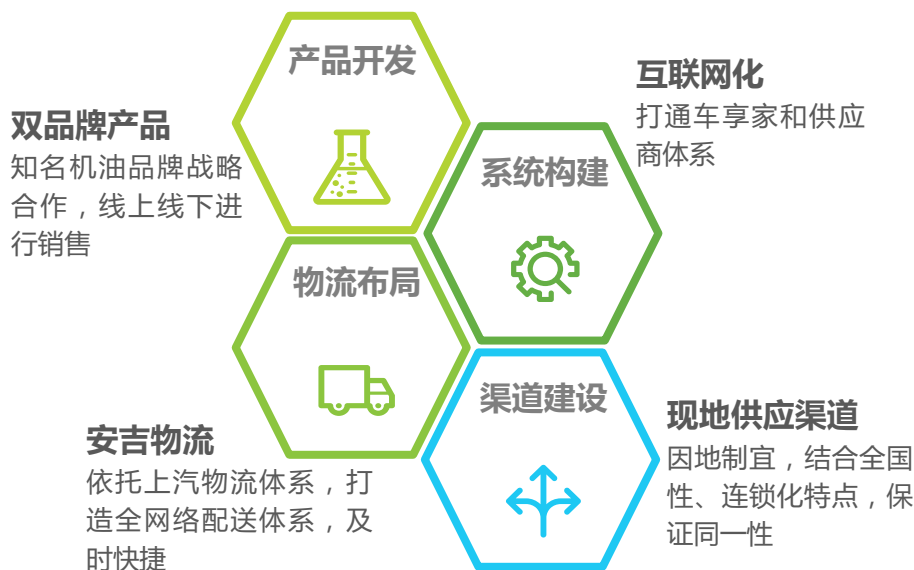 产品开发
双品牌产品
知名机油品牌战略
合作，线上线下进
行销售
互联网化
打通车享家和供应
商体系
系统构建
物流布局
安吉物流
依托上汽物流体系，打
造全网络配送体系，及
时快捷
渠道建设
现地供应渠道
因地制宜，结合全国
性、连锁化特点，保
证同一性